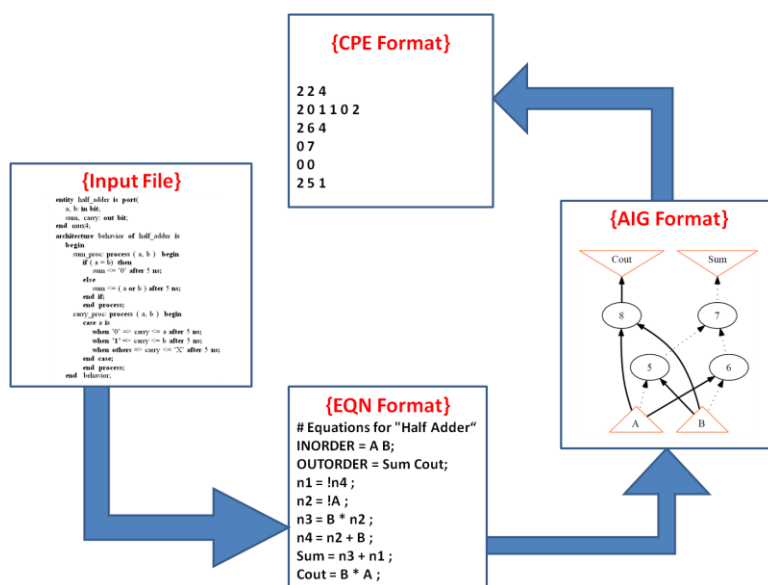 {CPE Format}
2 2 4
2 0 1 1 0 2
2 6 4
0 7
0 0
2 5 1
{Input File}
entity half_adder is port(
a, b: in bit;
sum, carry: out bit;
end
architecture behavior of half_adder is
begin
sum_proc: process ( a, b ) begin
if ( a = b) then
sum <= '0' after 5 ns;
else
sum <= ( a or b ) after 5 ns;
end if;
end process;
carry_proc: process ( a, b ) begin
case a is
when '0' => carry <= a after 5 ns;
when '1' => carry <= b after 5 ns;
when others => carry <= 'X' after 5 ns;
end case;
end process;
end behavior;
{AIG Format}
Cout Sum
8 7
5 6
A B
{EQN Format}
# Equations for "Half Adder“
INORDER = A B;
OUTORDER = Sum Cout;
n1 = !n4 ;
n2 = !A ;
n3 = B * n2 ;
n4 = n2 + B ;
Sum = n3 + n1 ;
Cout = B * A ;